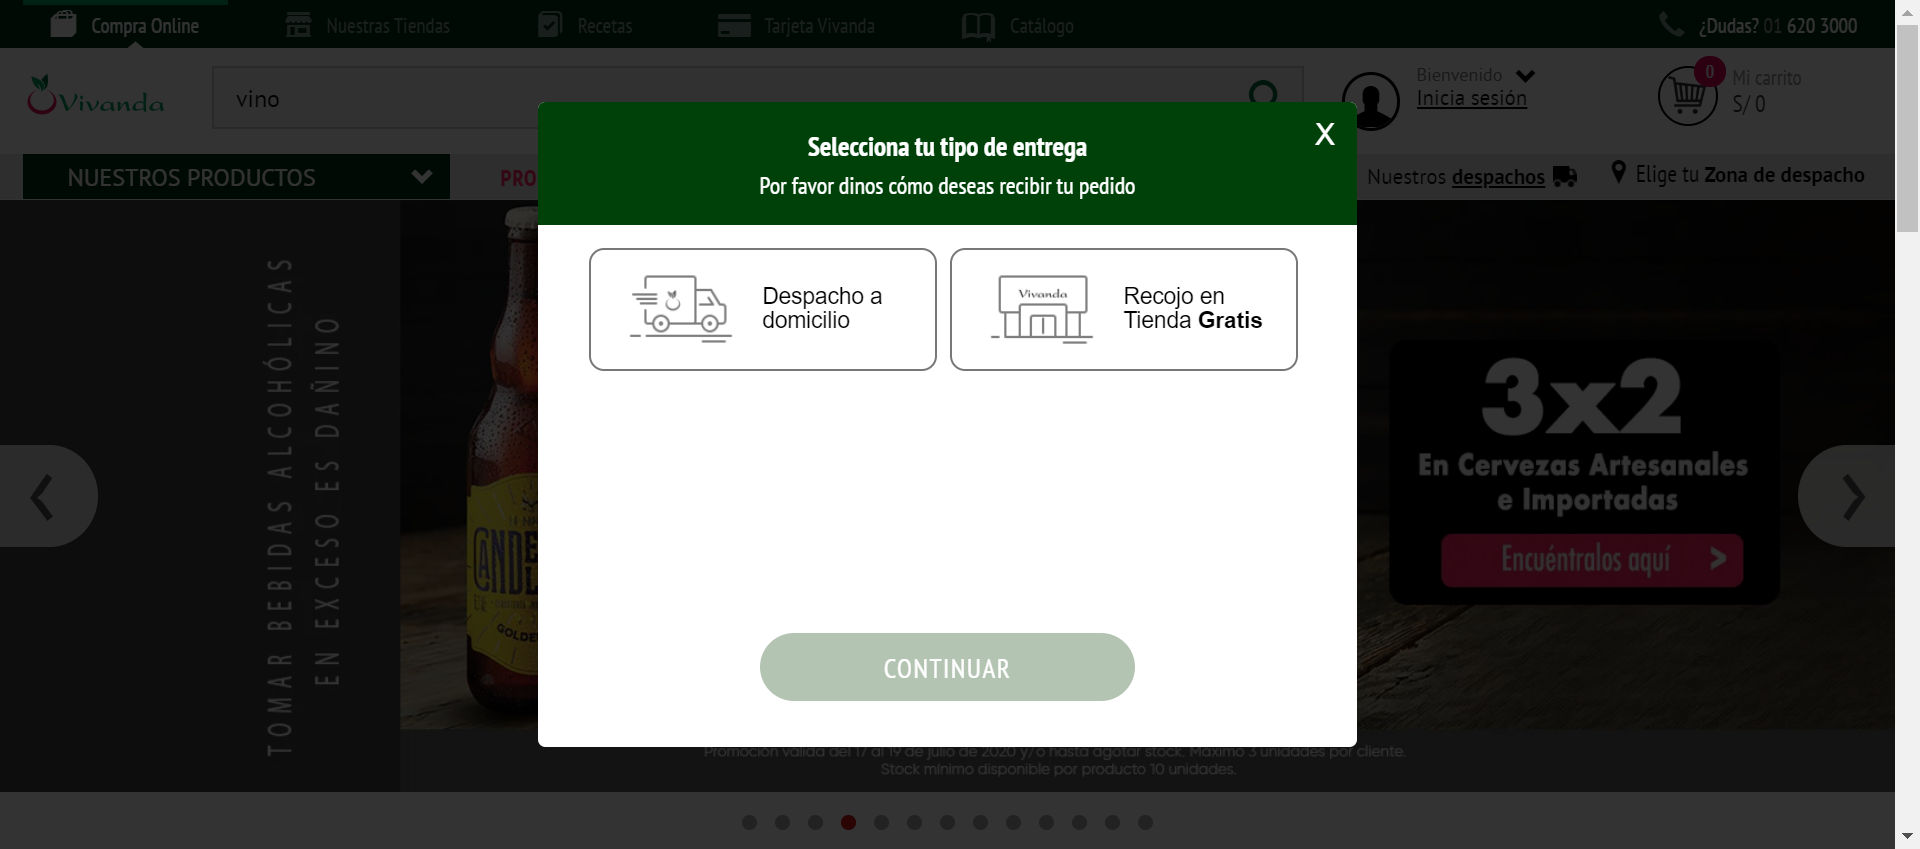 Compra Online
Nuestras Tiendas
Recetas
Tarjeta Vivanda
Catálogo
¿Dudas? 01 620 3000
Vivanda
vino
Bienvenido
Inicia sesión
0
Mi carrito
S/ 0
NUESTROS PRODUCTOS
PRO
Nuestros despachos
Elige tu Zona de despacho
Selecciona tu tipo de entrega
X
Por favor dinos cómo deseas recibir tu pedido
Despacho a
domicilio
Vivanda
Recojo en
Tienda Gratis
CONTINUAR
TOMAR BEBIDAS ALCOHÓLICAS
EN EXCESO ES DAÑINO
CANDE
GOLDE
3x2
En Cervezas Artesanales
e Importadas
Encuéntralos aquí >
Promoción válida del 17 al 19 de julio de 2020 y/o hasta agotar stock. Máximo 3 unidades por cliente.
Stock mínimo disponible por producto 10 unidades.